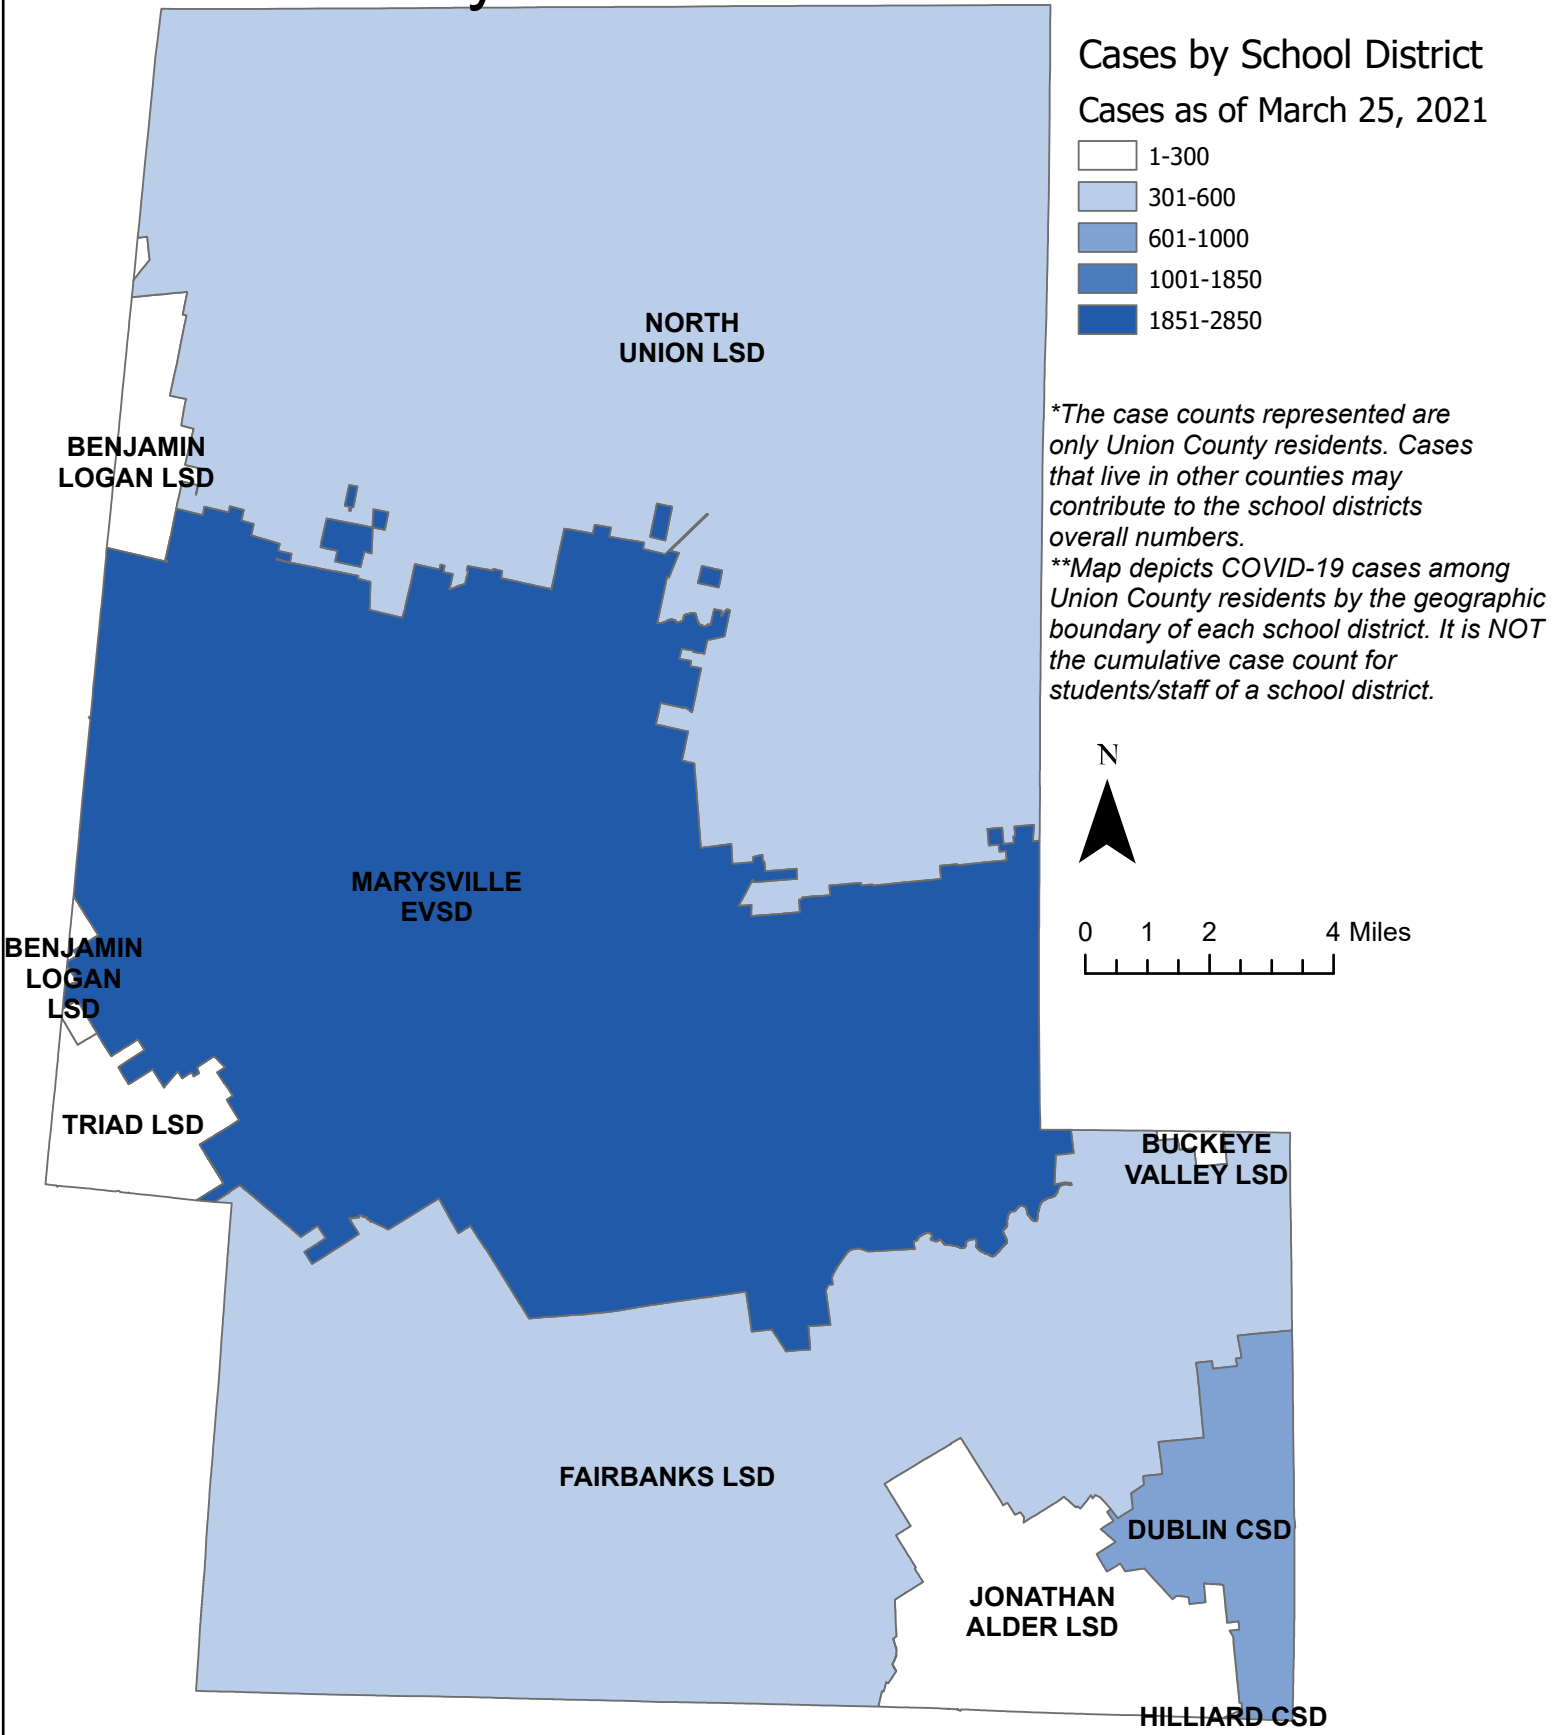 Cases by School District
Cases as of March 25, 2021
1-300
301-600
601-1000
1001-1850
1851-2850
NORTH
UNION LSD
*The case counts represented are
only Union County residents. Cases
that live in other counties may
contribute to the school districts
overall numbers.
**Map depicts COVID-19 cases among
Union County residents by the geographic
boundary of each school district. It is NOT
the cumulative case count for
students/staff of a school district.
BENJAMIN
LOGAN LSD
N
MARYSVILLE
EVSD
0 1 2 4 Miles
BENJAMIN
LOGAN
LSD
TRIAD LSD
BUCKEYE
VALLEY LSD
FAIRBANKS LSD
DUBLIN CSD
JONATHAN
ALDER LSD
HILLIARD CSD